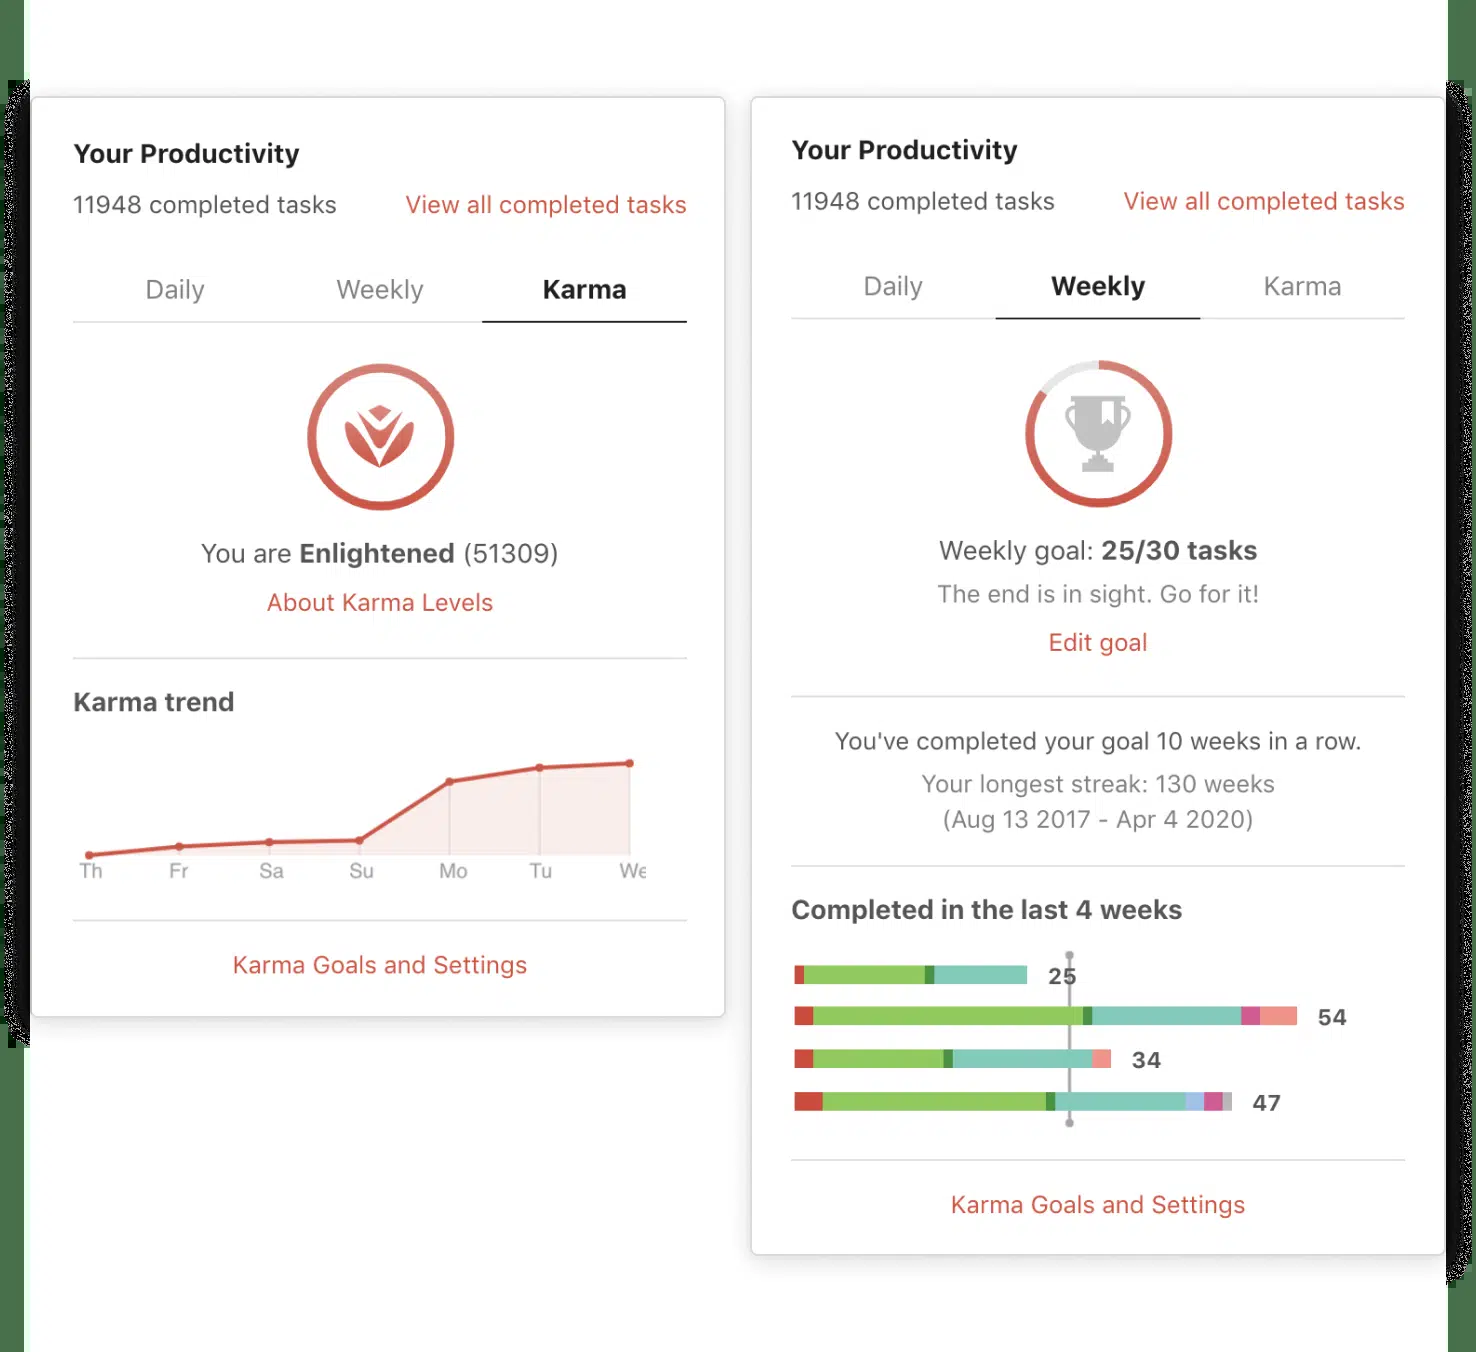 Your Productivity
11948 completed tasks View all completed tasks
Daily Weekly Karma
You are Enlightened (51309)
About Karma Levels
Karma trend
Th Fr Sa Su Mo Tu We
Karma Goals and Settings
Your Productivity
11948 completed tasks View all completed tasks
Daily Weekly Karma
Weekly goal: 25/30 tasks
The end is in sight. Go for it!
Edit goal
You've completed your goal 10 weeks in a row.
Your longest streak: 130 weeks
(Aug 13 2017 - Apr 4 2020)
Completed in the last 4 weeks
25
54
34
47
Karma Goals and Settings